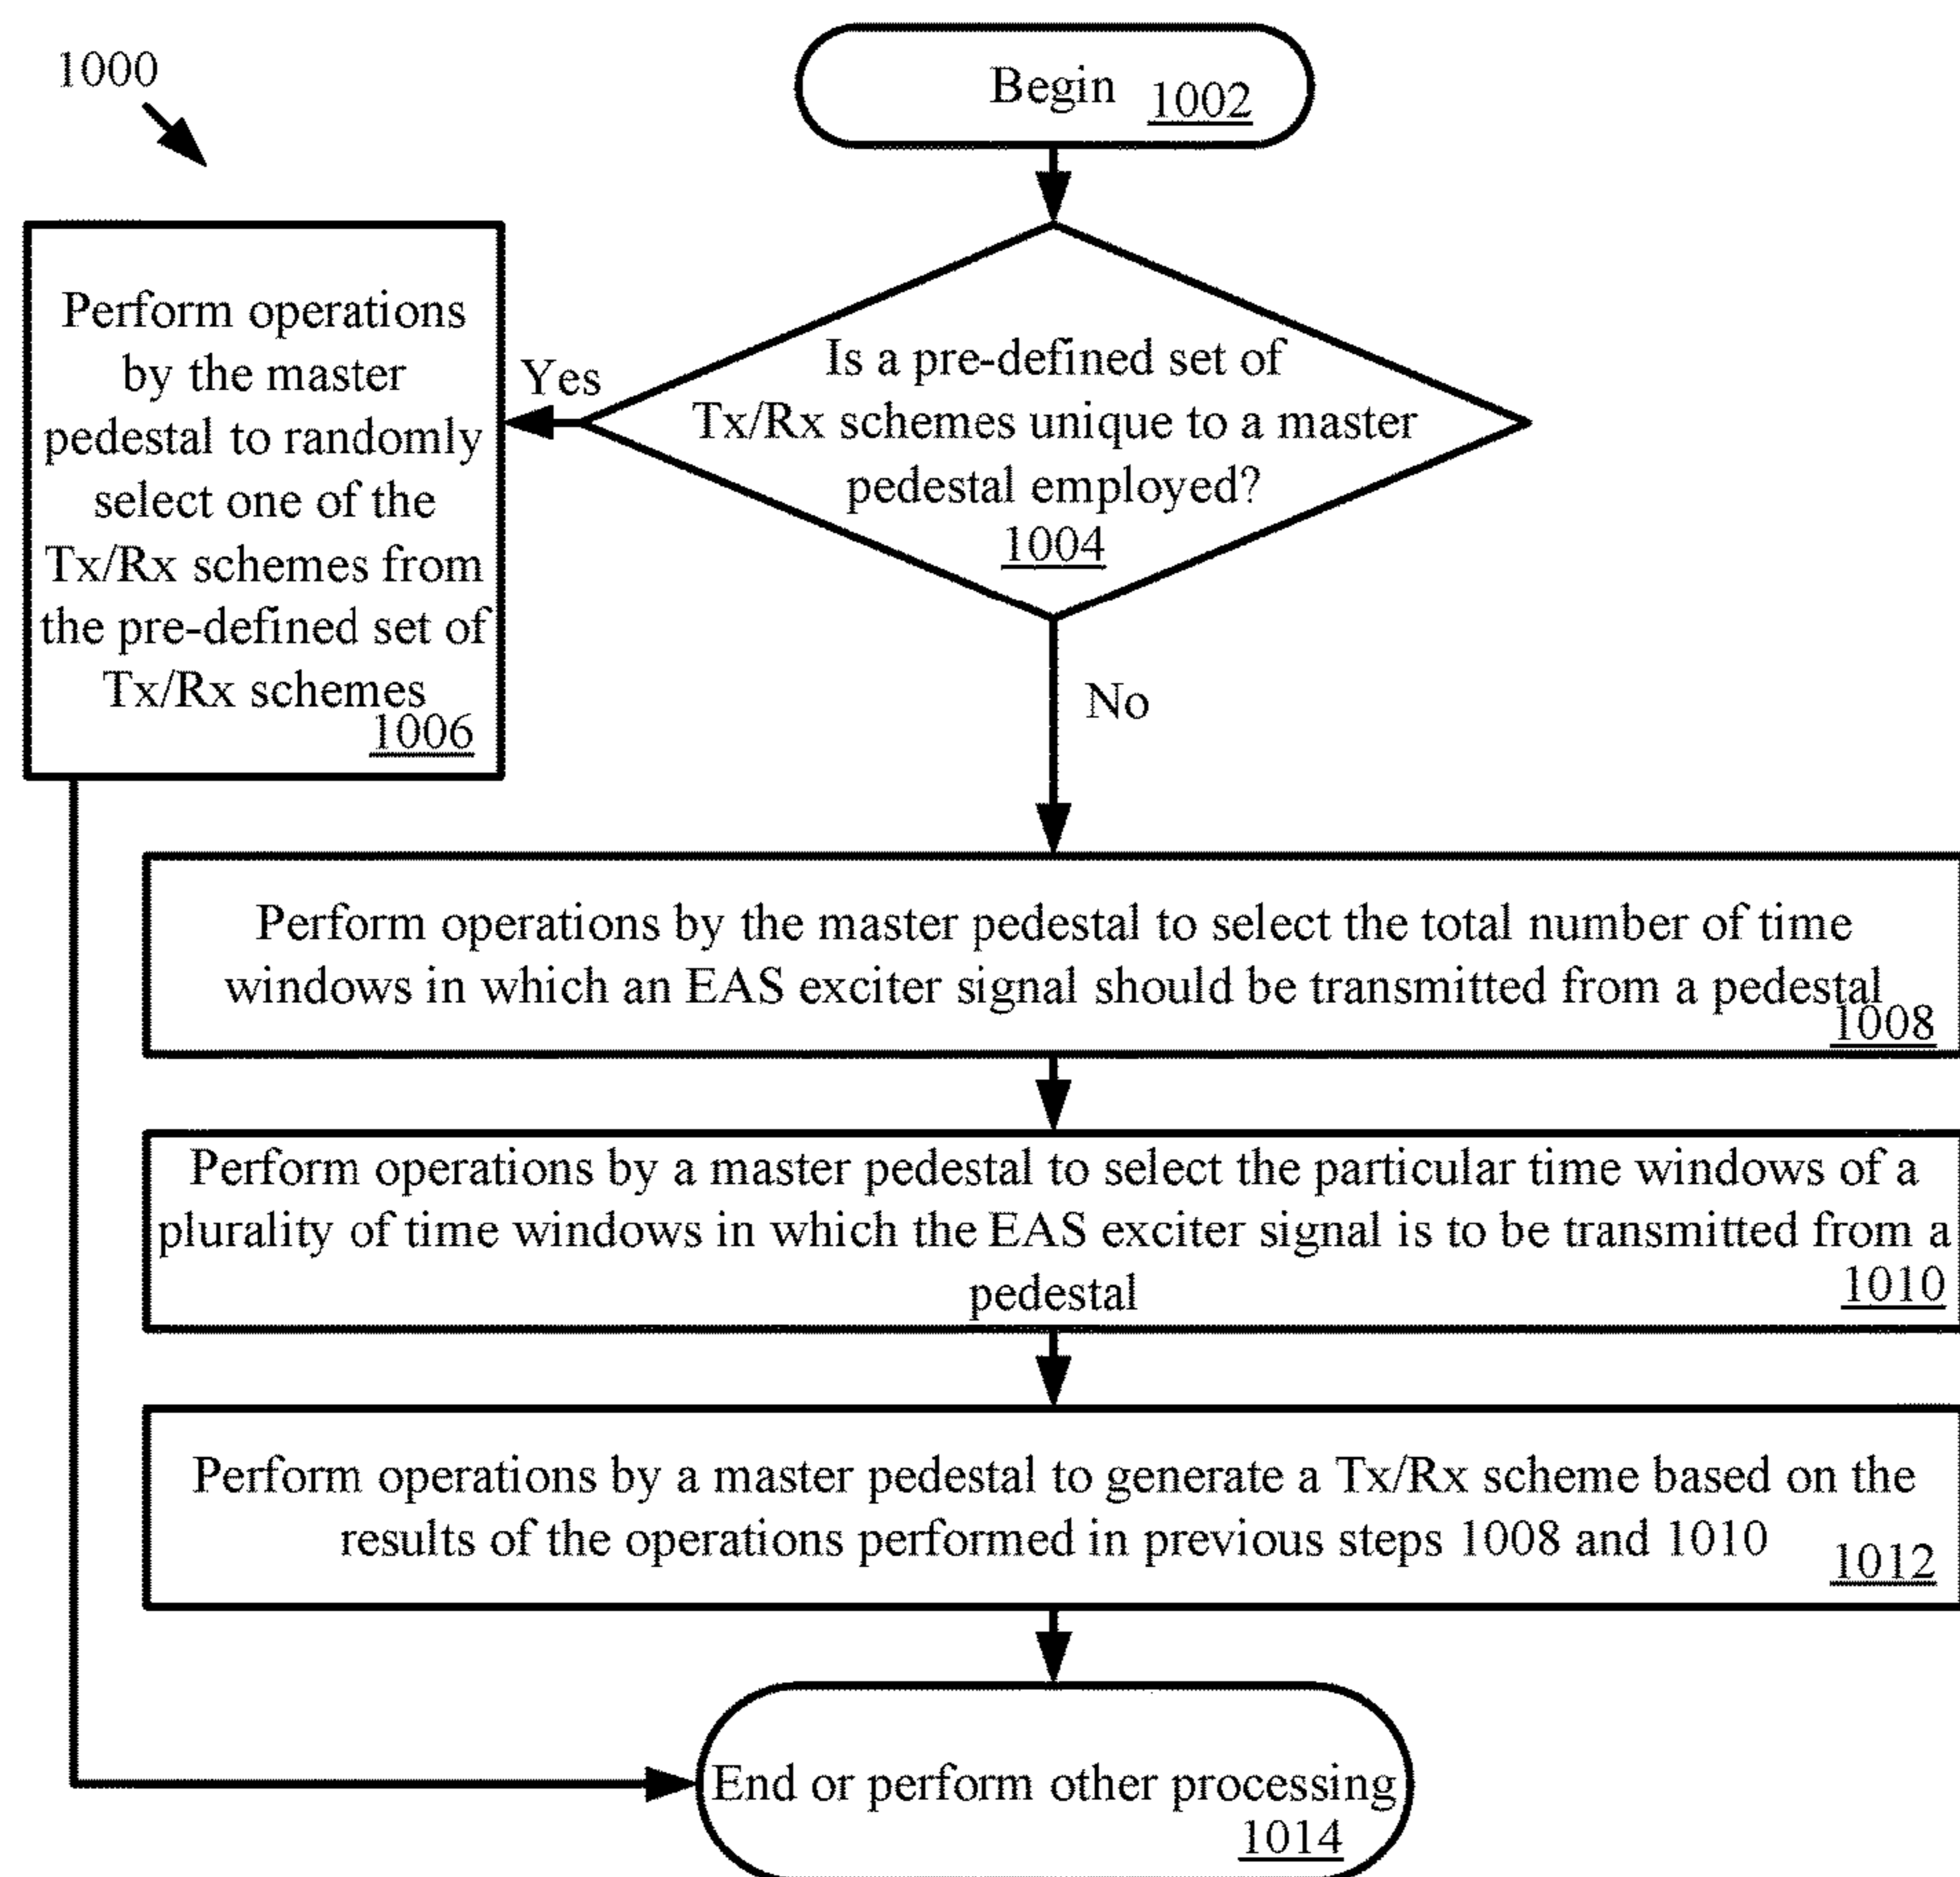 1000
Begin 1002
Is a pre-defined set of
Tx/Rx schemes unique to a master
pedestal employed?
1004
Yes
Perform operations
by the master
pedestal to randomly
select one of the
Tx/Rx schemes from
the pre-defined set of
Tx/Rx schemes
1006
No
Perform operations by the master pedestal to select the total number of time
windows in which an EAS exciter signal should be transmitted from a pedestal
1008
Perform operations by a master pedestal to select the particular time windows of a
plurality of time windows in which the EAS exciter signal is to be transmitted from a
pedestal 1010
Perform operations by a master pedestal to generate a Tx/Rx scheme based on the
results of the operations performed in previous steps 1008 and 1010
1012
End or perform other processing
1014